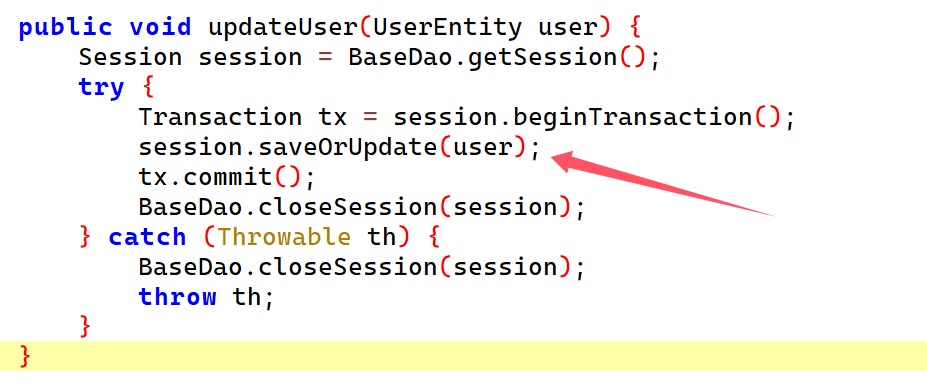 public void updateUser(UserEntity user) {
Session session = BaseDao.getSession();
try {
Transaction tx = session.beginTransaction();
session.saveOrUpdate(user);
tx.commit();
BaseDao.closeSession(session);
} catch (Throwable th) {
BaseDao.closeSession(session);
throw th;
}
}